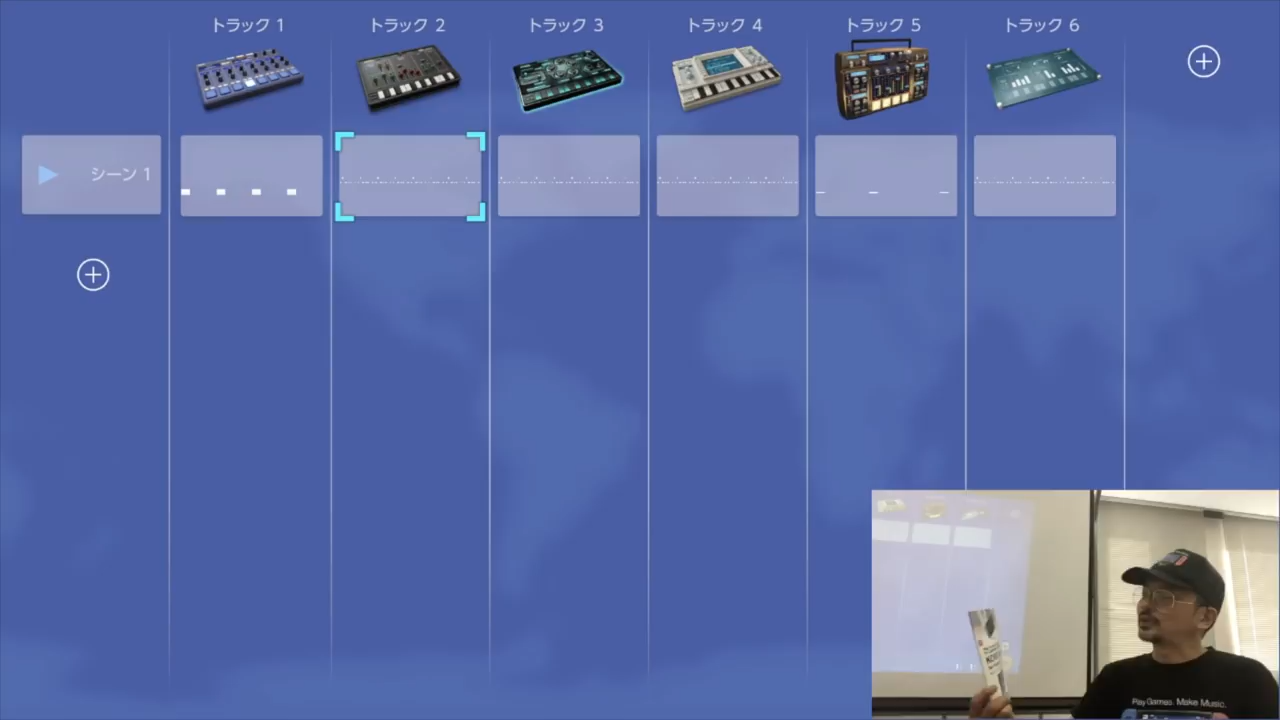 トラック 1
トラック 2
トラック 3
トラック 4
トラック 5
トラック 6
シーン 1
Play Games. Make Music.